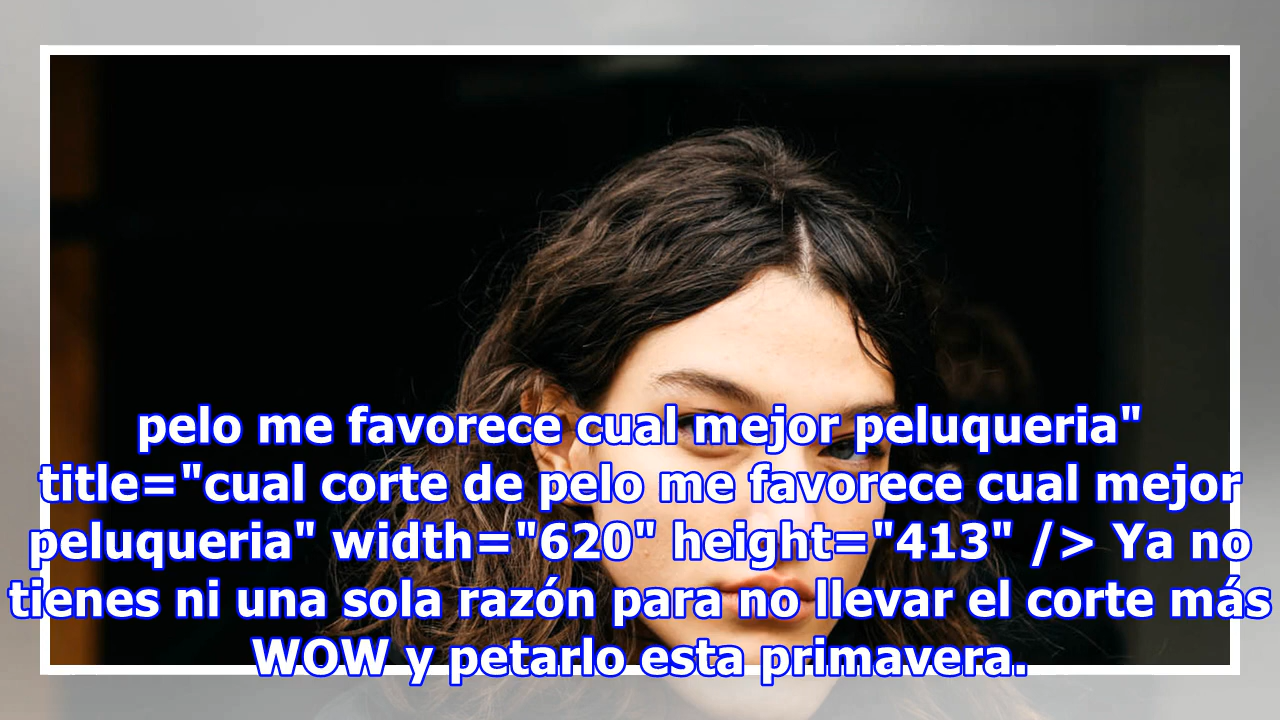 pelo me favorece cual mejor peluqueria"
title="cual corte de pelo me favorece cual mejor
peluqueria" width="620" height="413" /> Ya no
tienes ni una sola razón para no llevar el corte más
WOW y petarlo esta primavera.